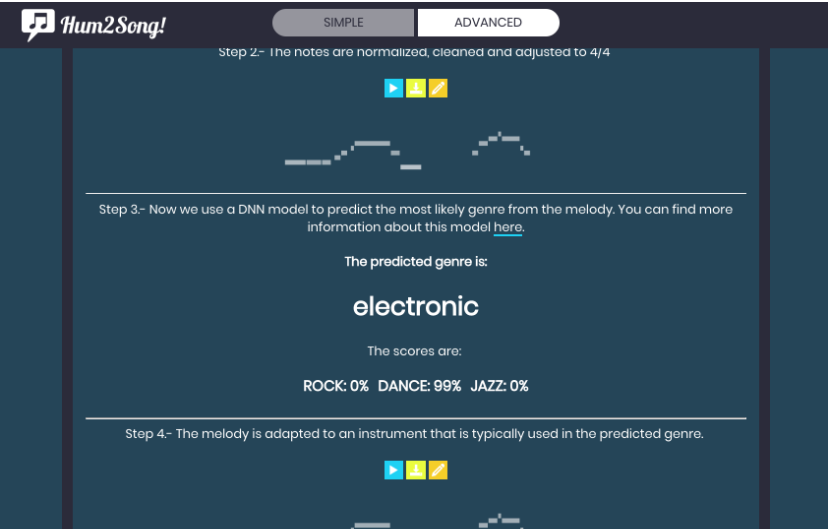 Hum2Song!
SIMPLE
ADVANCED
Step 2.- The notes are normalized, cleaned and adjusted to 4/4
Step 3.- Now we use a DNN model to predict the most likely genre from the melody. You can find more
information about this model here.
The predicted genre is:
electronic
The scores are:
ROCK: 0% DANCE: 99% JAZZ: 0%
Step 4.- The melody is adapted to an instrument that is typically used in the predicted genre.